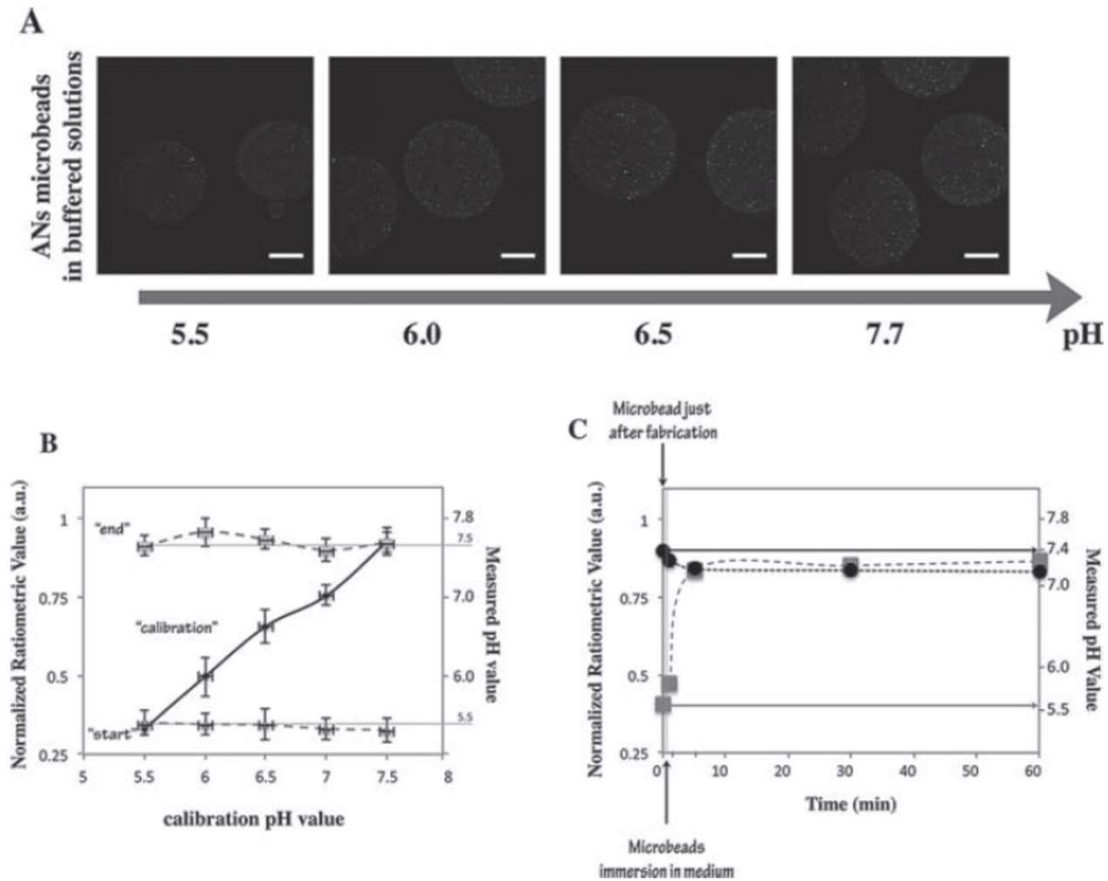 A
ANs microbeads
in buffered solutions
5.5 6.0 6.5 7.7 pH
B
Normalized Ratiometric Value (a.u.)
1
0.75
0.5
0.25
"end"
"calibration"
"start"
7.8
7.5
7.0
6.0
5.5
Measured pH
value
5 5.5 6 6.5 7 7.5 8
calibration pH value
C
Microbead just
after fabrication
Normalized Ratiometric Value (a.u.)
1
0.75
0.5
0.25
7.8
7.4
7.0
6.0
5.5
Measured pH Value
0 10 20 30 40 50 60
Time (min)
Microbeads
immersion in medium